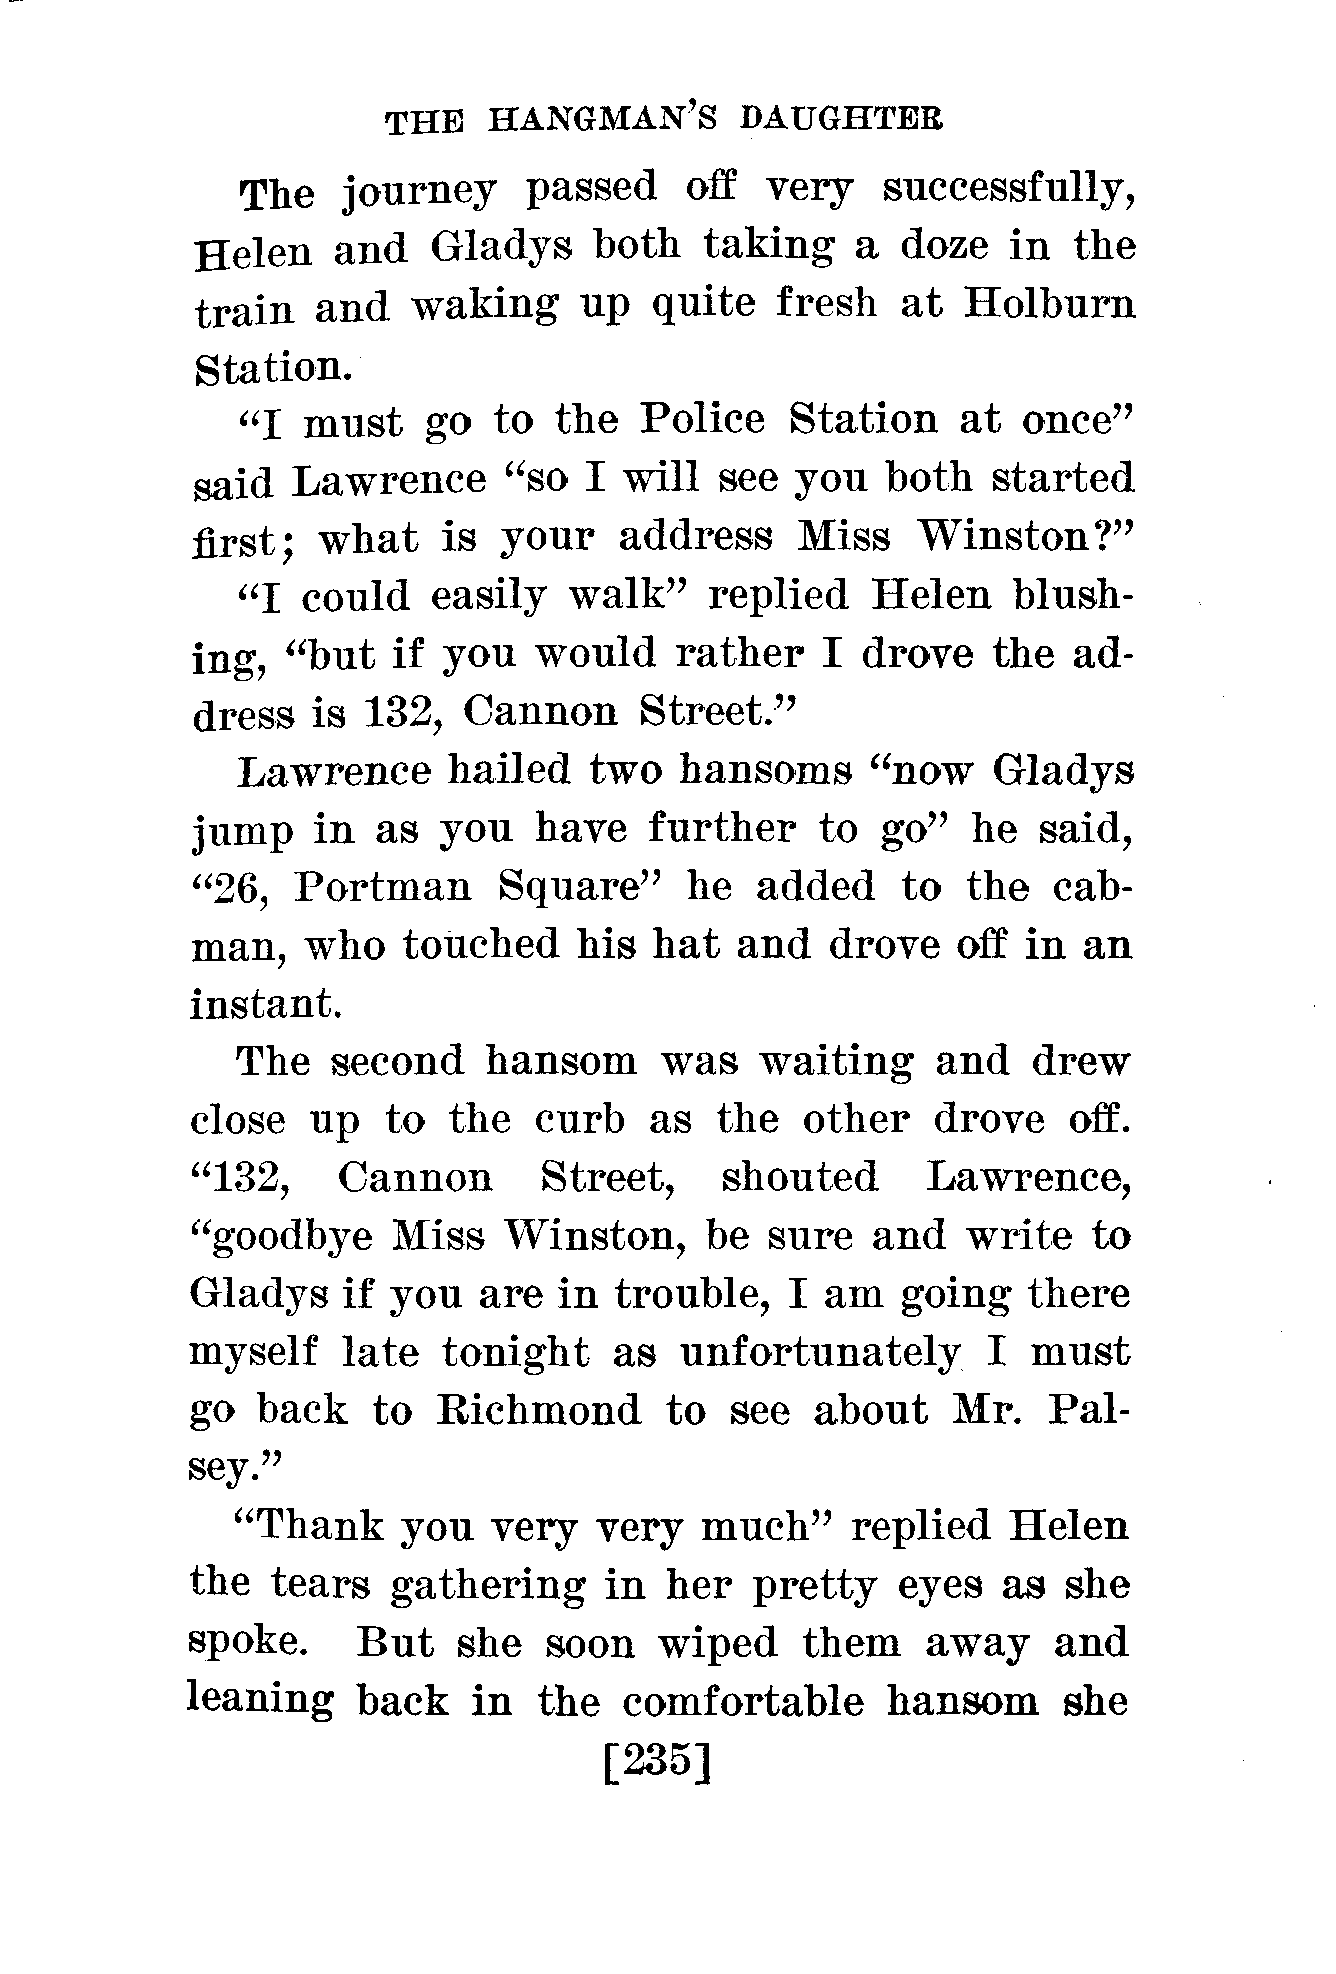 THE HANGMAN'S DAUGHTER
The journey passed off very successfully,
Helen and Gladys both taking a doze in the
train and waking up quite fresh at Holburn
Station.
“I must go to the Police Station at once”
said Lawrence “so I will see you both started
first; what is your address Miss Winston?”
“I could easily walk” replied Helen blush-
ing, “but if you would rather I drove the ad-
dress is 132, Cannon Street.”
Lawrence hailed two hansoms “now Gladys
jump in as you have further to go” he said,
“26, Portman Square” he added to the cab-
man, who touched his hat and drove off in an
instant.
The second hansom was waiting and drew
close up to the curb as the other drove off.
“132, Cannon Street, shouted Lawrence,
“goodbye Miss Winston, be sure and write to
Gladys if you are in trouble, I am going there
myself late tonight as unfortunately I must
go back to Richmond to see about Mr. Pal-
sey.”
“Thank you very very much” replied Helen
the tears gathering in her pretty eyes as she
spoke. But she soon wiped them away and
leaning back in the comfortable hansom she
[235]